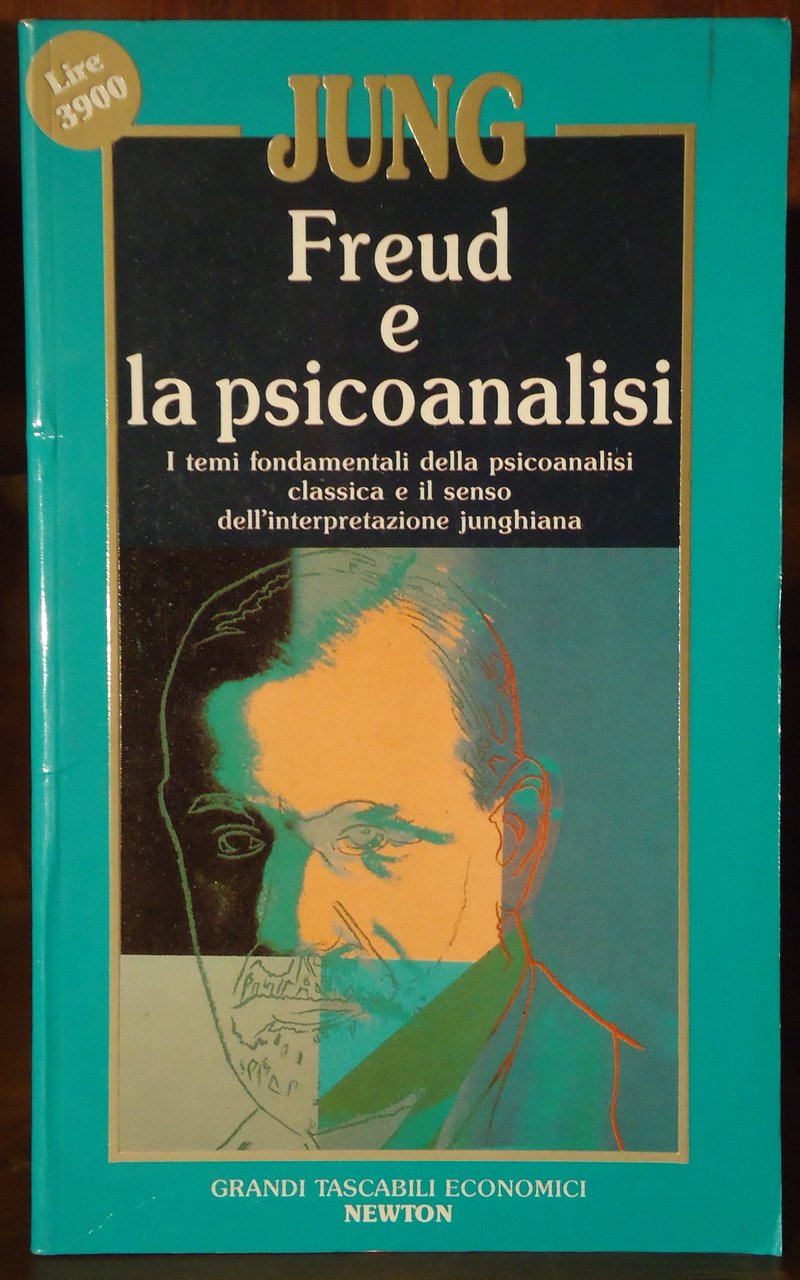 Lire
3900
JUNG
Freud
e
la psicoanalisi
I temi fondamentali della psicoanalisi
classica e il senso
dell'interpretazione junghiana
GRANDI TASCABILI ECONOMICI
NEWTON